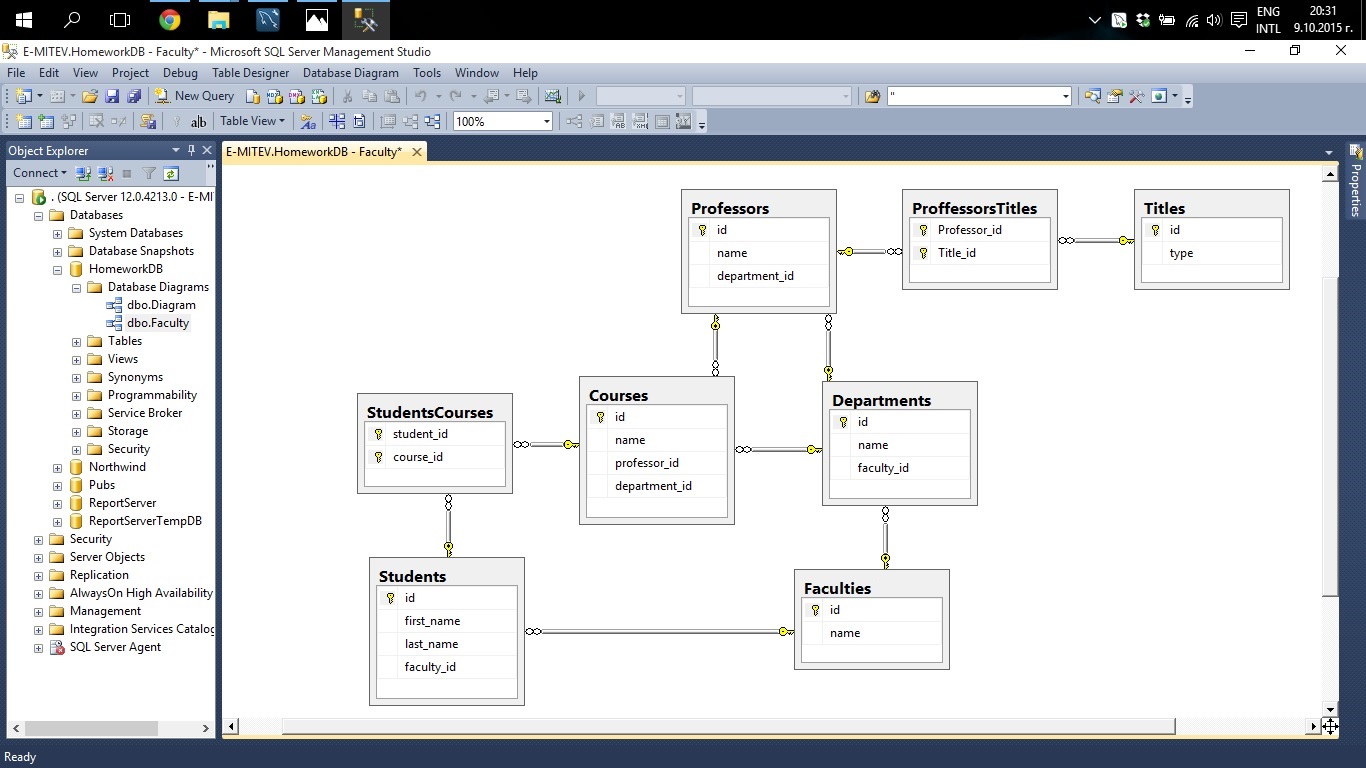 ENG
INTL
20:31
9.10.2015 г.
E-MITEV.HomeworkDB - Faculty* - Microsoft SQL Server Management Studio
File Edit View Project Debug Table Designer Database Diagram Tools Window Help
New Query
"
ab|
Table View
100%
Object Explorer
Connect
. (SQL Server 12.0.4213.0 - E-MI
Databases
System Databases
Database Snapshots
HomeworkDB
Database Diagrams
dbo.Diagram
dbo.Faculty
Tables
Views
Synonyms
Programmability
Service Broker
Storage
Security
Northwind
Pubs
ReportServer
ReportServerTempDB
Security
Server Objects
Replication
AlwaysOn High Availability
Management
Integration Services Catalog
SQL Server Agent
E-MITEV.HomeworkDB - Faculty*
Professors
id
name
department_id
ProffessorsTitles
Professor_id
Title_id
Titles
id
type
StudentsCourses
student_id
course_id
Courses
id
name
professor_id
department_id
Departments
id
name
faculty_id
Students
id
first_name
last_name
faculty_id
Faculties
id
name
Properties
Ready